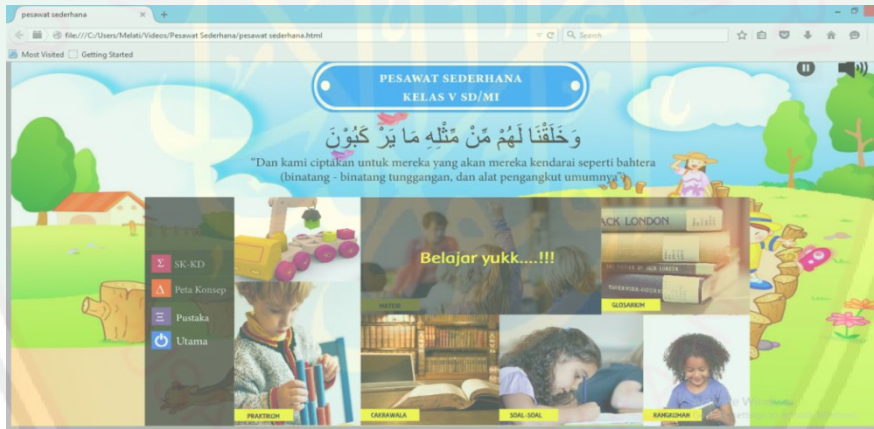 pesawat sederhana
file:///C:/Users/Melati/Videos/Pesawat Sederhana/pesawat sederhana.html
Search
Most Visited
Getting Started
PESAWAT SEDERHANA
KELAS V SD/MI
وَخَلَقْنَا لَهُمْ مِّنْ مِّثْلِهِ مَا يَرْ كَبُوْنَ
"Dan kami ciptakan untuk mereka yang akan mereka kendarai seperti bahtera
(binatang - binatang tunggangan, dan alat pengangkut umumnya")
ACK LONDON
Σ SK-KD
Belajar yukk....!!!
Δ Peta Konsep
MATERI
GLOSARIUM
Ξ Pustaka
Utama
PRAKTIKUM
CAKRAWALA
SOAL-SOAL
RANGKUMAN